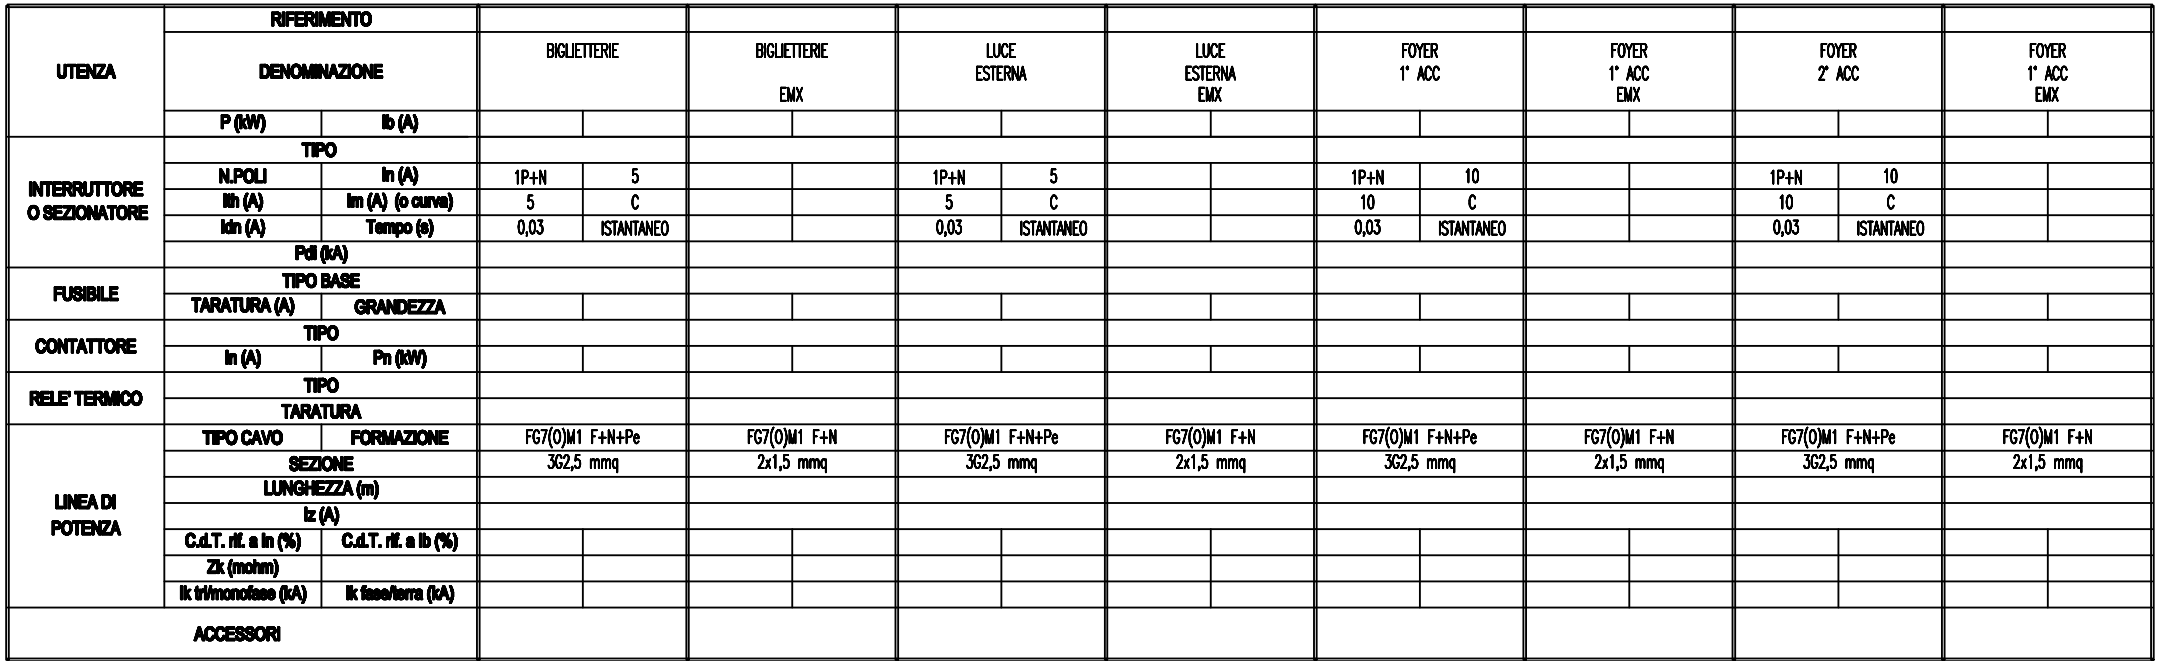 RIFERIMENTO
UTENZA
DENOMINAZIONE
BIGLIETTERIE
BIGLIETTERIE
EMX
LUCE
ESTERNA
LUCE
ESTERNA
EMX
FOYER
1° ACC
FOYER
1° ACC
EMX
FOYER
2° ACC
FOYER
1° ACC
EMX
P (kW) Ib (A)
INTERRUTTORE
O SEZIONATORE
TIPO
N.POLI In (A) 1P+N 5 1P+N 5 1P+N 10 1P+N 10
Ith (A) Im (A) (o curva) 5 C 5 C 10 C 10 C
Idn (A) Tempo (s) 0,03 ISTANTANEO 0,03 ISTANTANEO 0,03 ISTANTANEO 0,03 ISTANTANEO
Pdi (kA)
FUSIBILE
TIPO BASE
TARATURA (A) GRANDEZZA
CONTATTORE
TIPO
In (A) Pn (kW)
RELE' TERMICO
TIPO
TARATURA
LINEA DI
POTENZA
TIPO CAVO FORMAZIONE FG7(O)M1 F+N+Pe FG7(O)M1 F+N FG7(O)M1 F+N+Pe FG7(O)M1 F+N FG7(O)M1 F+N+Pe FG7(O)M1 F+N FG7(O)M1 F+N+Pe FG7(O)M1 F+N
SEZIONE 3G2,5 mmq 2x1,5 mmq 3G2,5 mmq 2x1,5 mmq 3G2,5 mmq 2x1,5 mmq 3G2,5 mmq 2x1,5 mmq
LUNGHEZZA (m)
Iz (A)
C.d.T. rif. a In (%) C.d.T. rif. a Ib (%)
Zk (mohm)
Ik tri/monofase (kA) Ik fase/terra (kA)
ACCESSORI